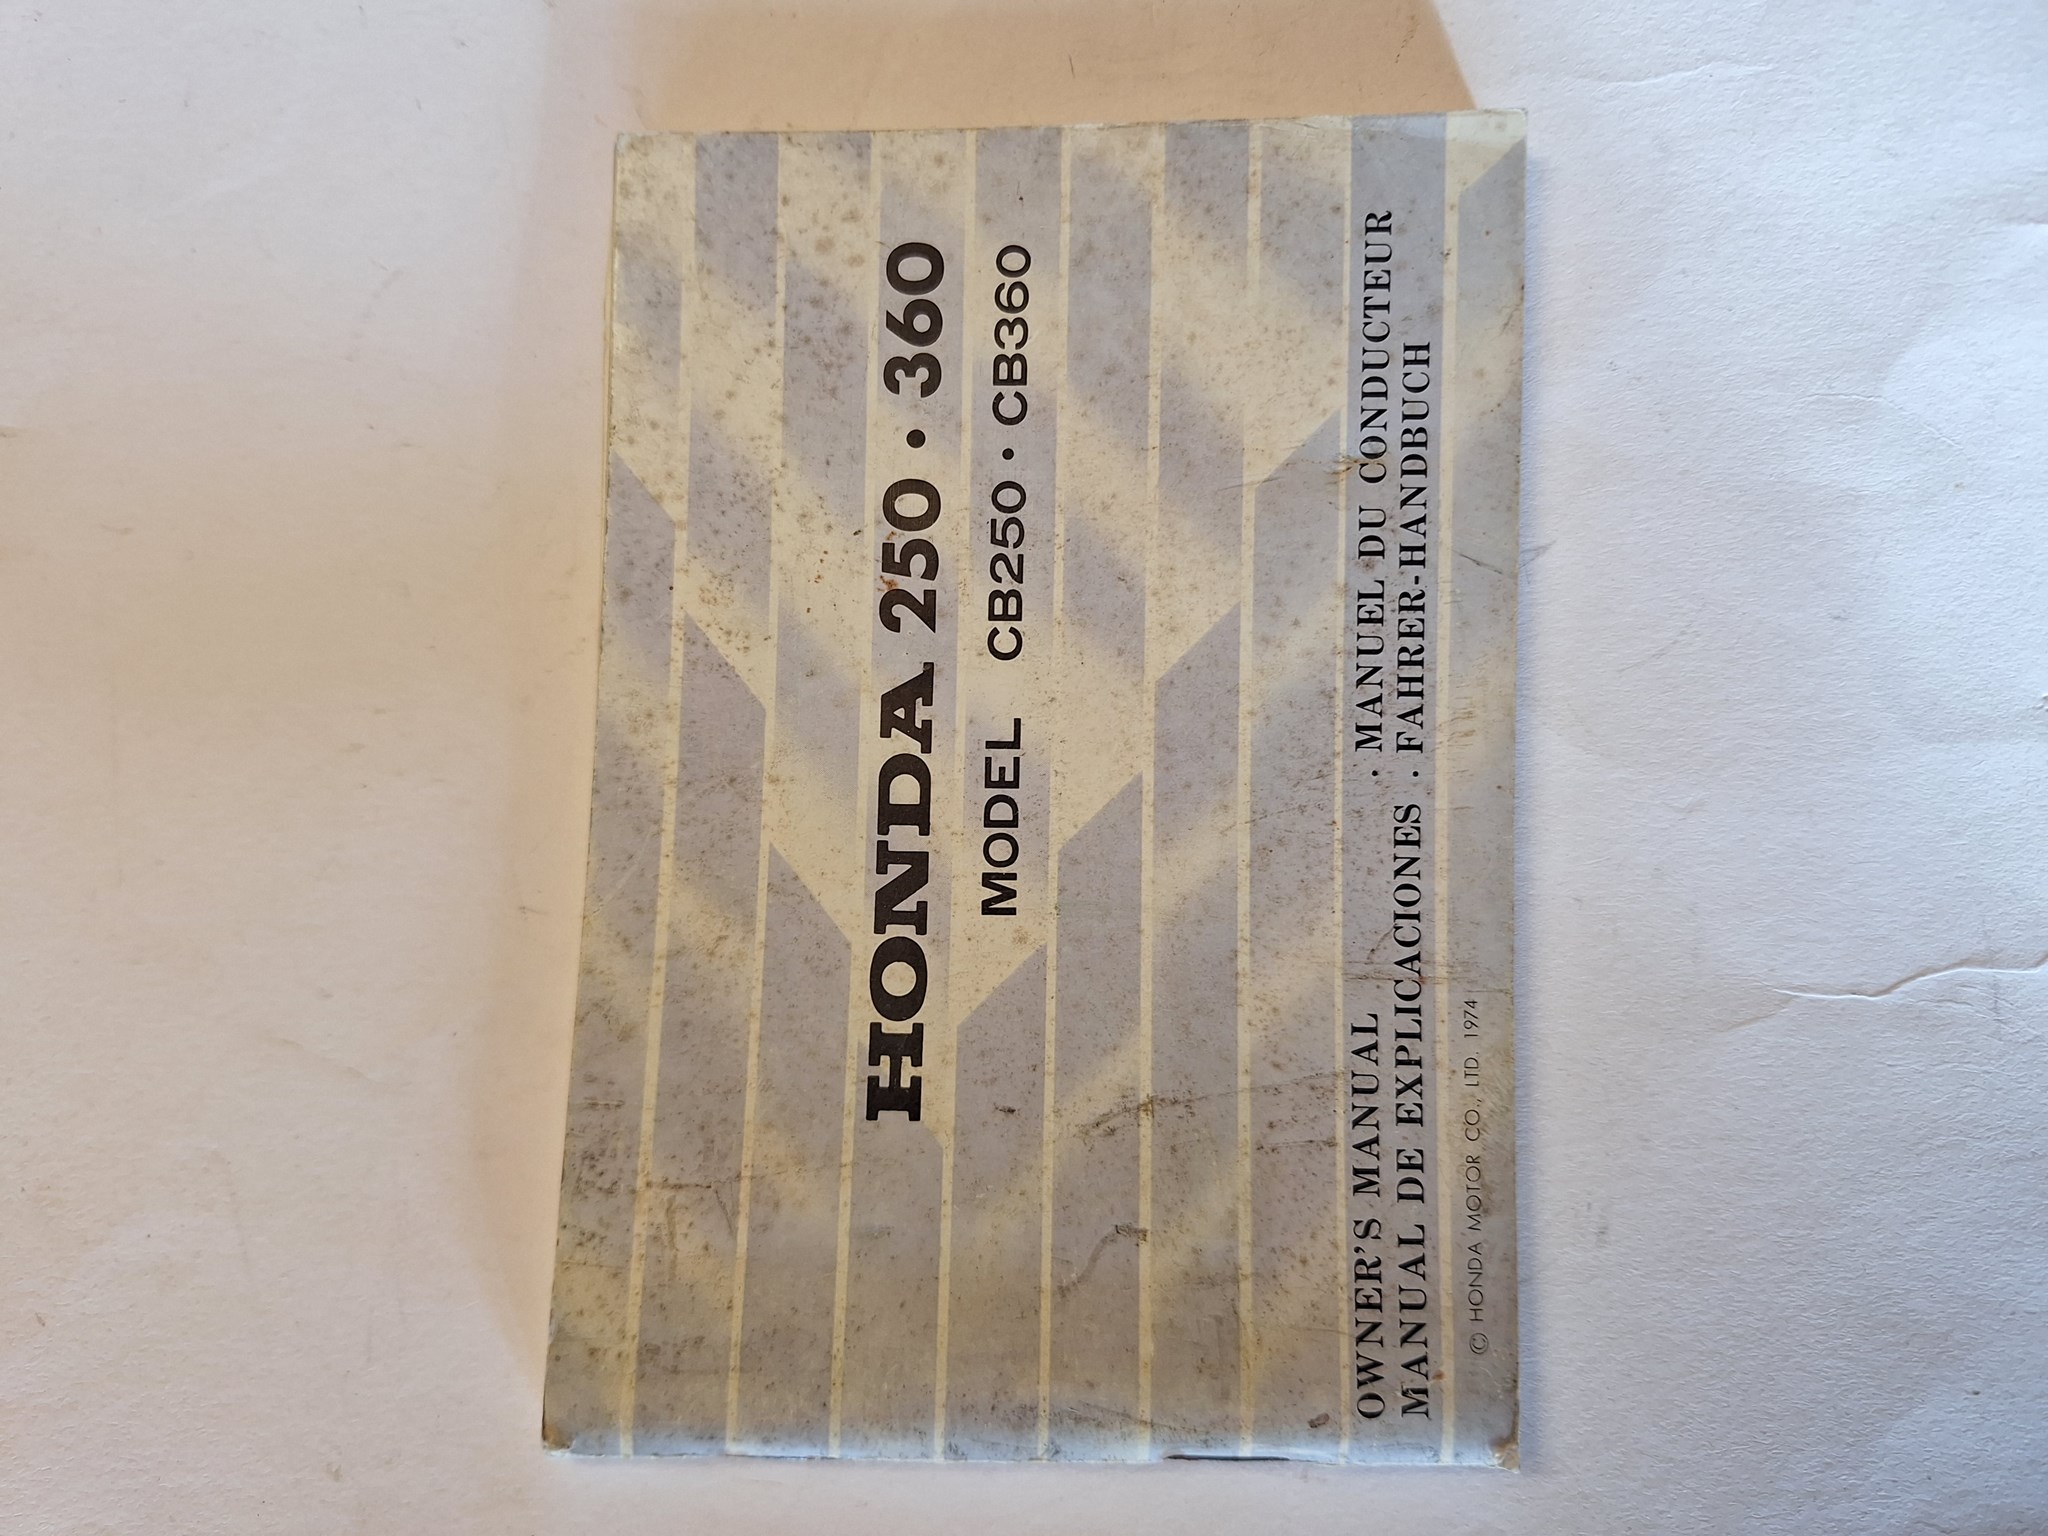 HONDA 250 · 360
MODEL CB250 · CB360
OWNER'S MANUAL · MANUEL DU CONDUCTEUR
MANUAL DE EXPLICACIONES · FAHRER-HANDBUCH
© HONDA MOTOR CO., LTD. 1974